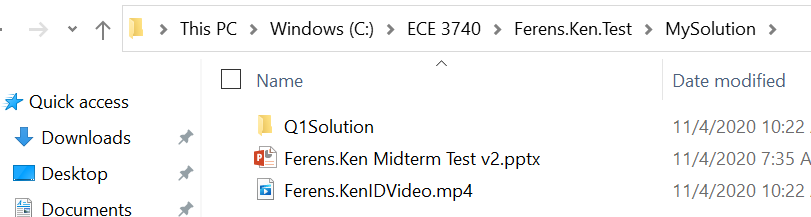 This PC > Windows (C:) > ECE 3740 > Ferens.Ken.Test > MySolution >
Name Date modified
Quick access
Q1Solution 11/4/2020 10:22
Downloads
Ferens.Ken Midterm Test v2.pptx 11/4/2020 7:35 A
Desktop
Ferens.KenIDVideo.mp4 11/4/2020 10:22
Documents